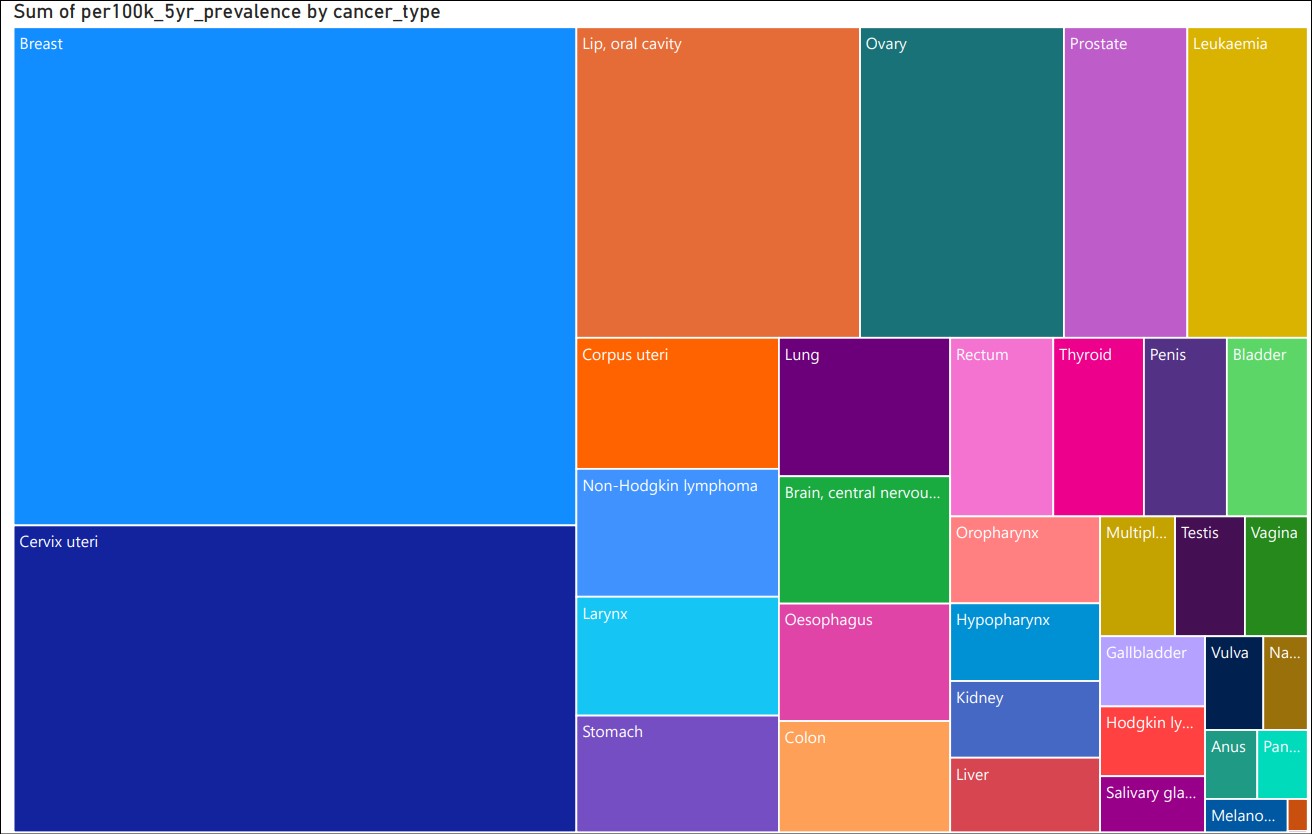 Sum of per100k_5yr_prevalence by cancer_type
Breast
Cervix uteri
Lip, oral cavity
Ovary
Prostate
Leukaemia
Corpus uteri
Non-Hodgkin lymphoma
Larynx
Stomach
Lung
Brain, central nervou...
Oesophagus
Colon
Rectum
Thyroid
Penis
Bladder
Oropharynx
Hypopharynx
Kidney
Liver
Multipl...
Testis
Vagina
Gallbladder
Hodgkin ly...
Salivary gla...
Vulva
Na...
Anus
Pan...
Melano...